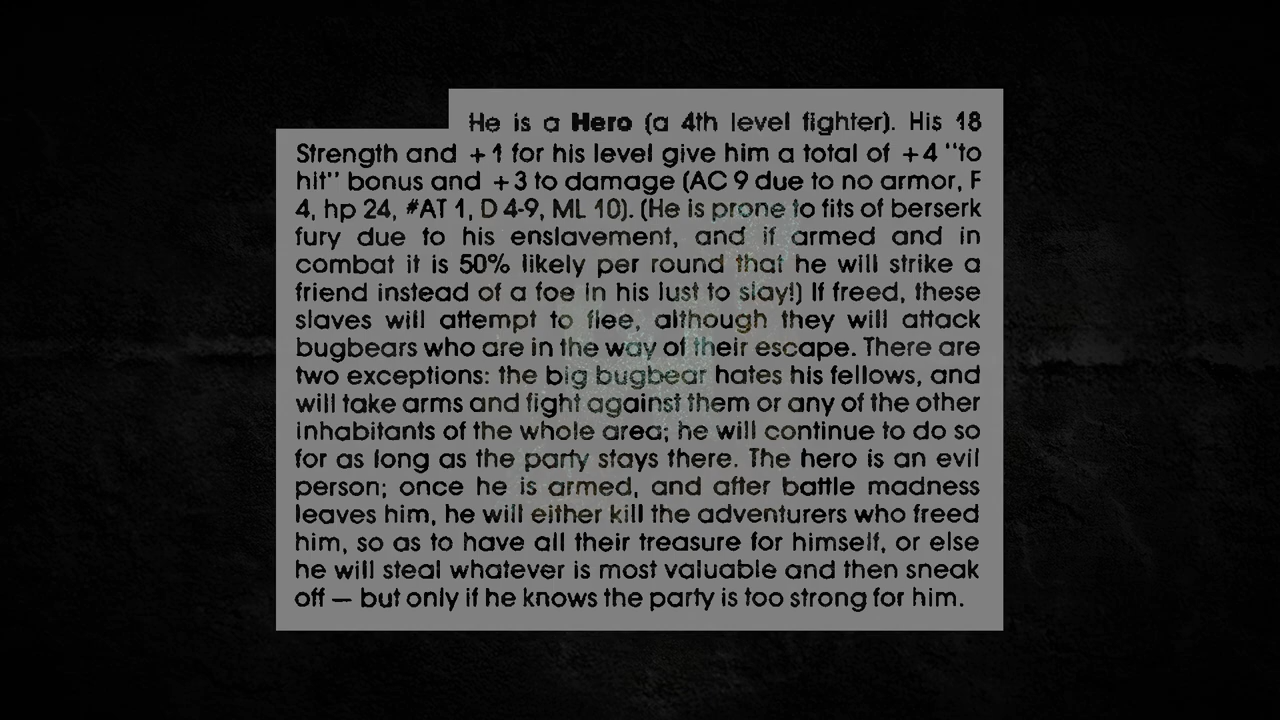 He is a Hero (a 4th level fighter). His 18
Strength and +1 for his level give him a total of +4 "to
hit" bonus and +3 to damage (AC 9 due to no armor, F
4, hp 24, #AT 1, D 4-9, ML 10). (He is prone to fits of berserk
fury due to his enslavement, and if armed and in
combat it is 50% likely per round that he will strike a
friend instead of a foe in his lust to slay!) If freed, these
slaves will attempt to flee, although they will attack
bugbears who are in the way of their escape. There are
two exceptions: the big bugbear hates his fellows, and
will take arms and fight against them or any of the other
inhabitants of the whole area; he will continue to do so
for as long as the party stays there. The hero is an evil
person; once he is armed, and after battle madness
leaves him, he will either kill the adventurers who freed
him, so as to have all their treasure for himself, or else
he will steal whatever is most valuable and then sneak
off — but only if he knows the party is too strong for him.